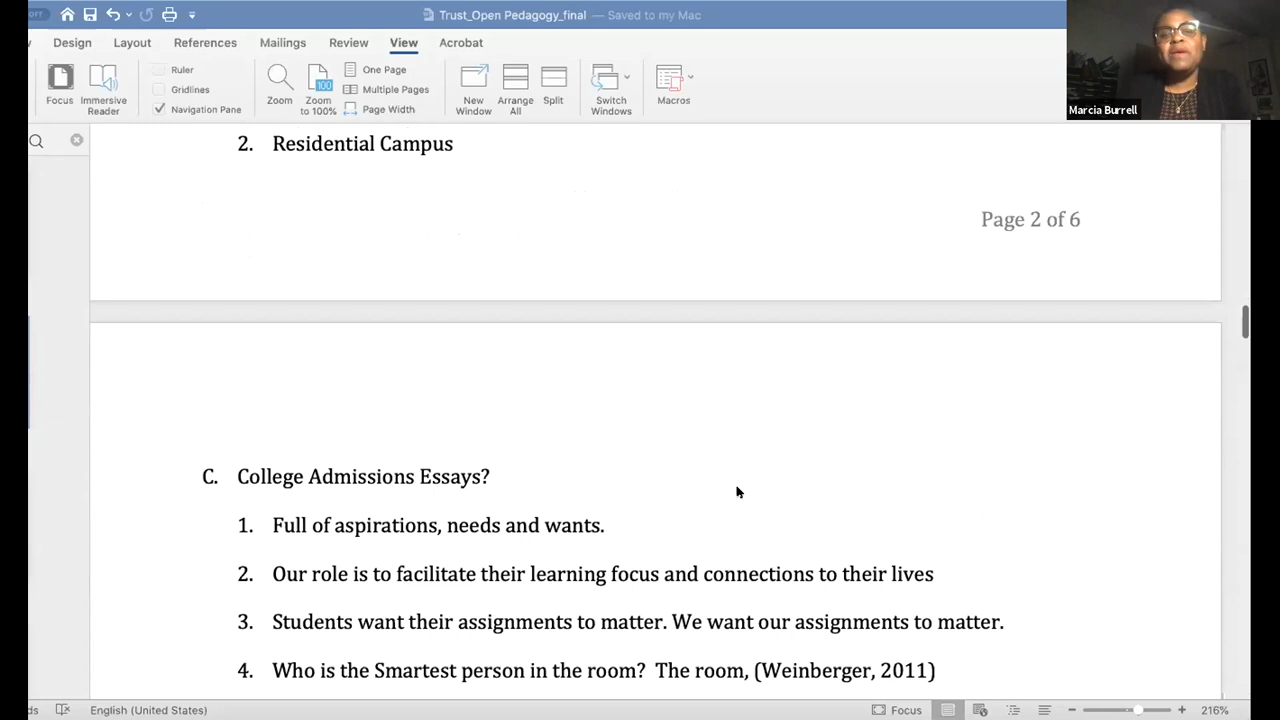 orr
Trust_Open Pedagogy_final — Saved to my Mac
Design Layout References Mailings Review View Acrobat
Focus
Immersive Reader
Ruler
Gridlines
Navigation Pane
Zoom
100
Zoom to 100%
One Page
Multiple Pages
Page Width
New Window
Arrange All
Split
Switch Windows
Macros
Marcia Burrell
2. Residential Campus
Page 2 of 6
C. College Admissions Essays?
1. Full of aspirations, needs and wants.
2. Our role is to facilitate their learning focus and connections to their lives
3. Students want their assignments to matter. We want our assignments to matter.
4. Who is the Smartest person in the room? The room, (Weinberger, 2011)
ds English (United States) Focus 216%